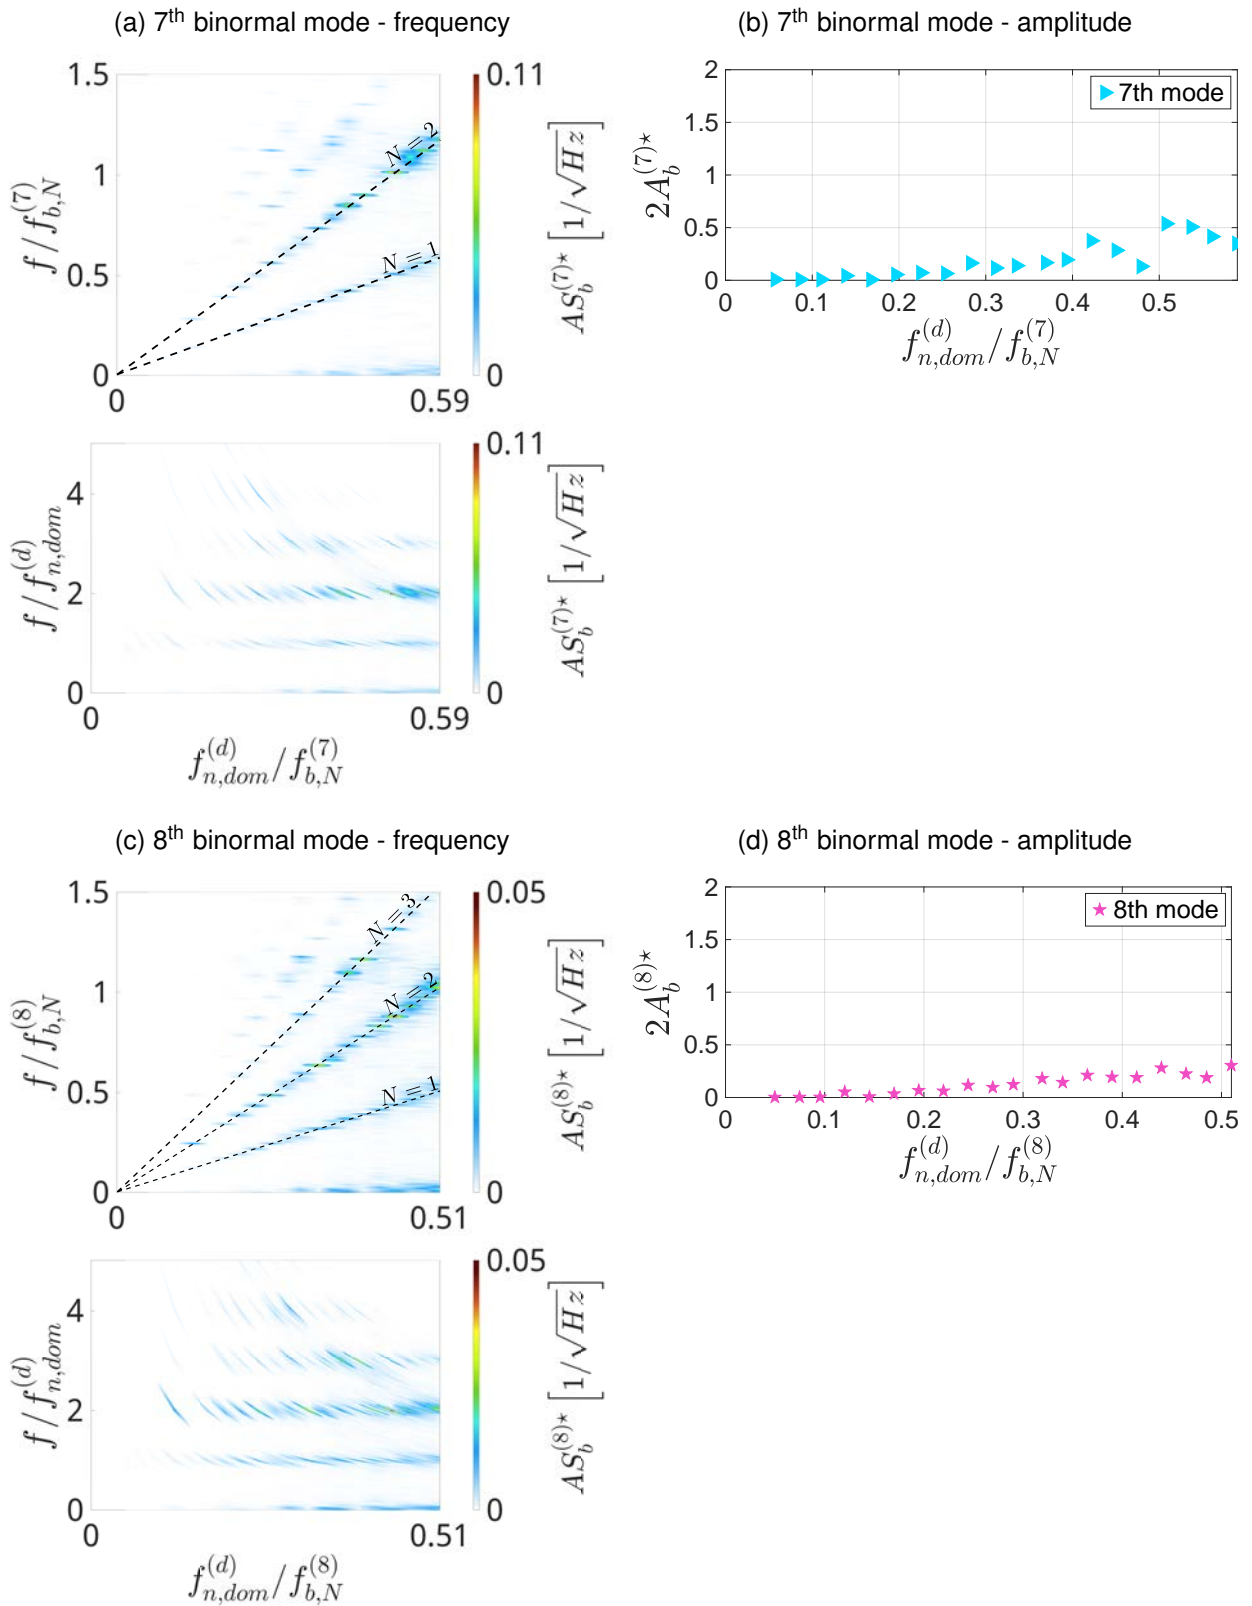 (a) 7th binormal mode - frequency
1.5
1
0.5
0
0
0.59
f / f_{b,N}^{(7)}
N = 2
N = 1
0.11
0
AS_b^{(7)⋆} [1/√Hz]
(b) 7th binormal mode - amplitude
2
1.5
1
0.5
0
0 0.1 0.2 0.3 0.4 0.5
2A_b^{(7)⋆}
7th mode
f_{n,dom}^{(d)} / f_{b,N}^{(7)}
4
2
0
0
0.59
f / f_{n,dom}^{(d)}
0.11
0
AS_b^{(7)⋆} [1/√Hz]
f_{n,dom}^{(d)} / f_{b,N}^{(7)}
(c) 8th binormal mode - frequency
1.5
1
0.5
0
0
0.51
f / f_{b,N}^{(8)}
N = 3
N = 2
N = 1
0.05
0
AS_b^{(8)⋆} [1/√Hz]
(d) 8th binormal mode - amplitude
2
1.5
1
0.5
0
0 0.1 0.2 0.3 0.4 0.5
2A_b^{(8)⋆}
8th mode
f_{n,dom}^{(d)} / f_{b,N}^{(8)}
4
2
0
0
0.51
f / f_{n,dom}^{(d)}
0.05
0
AS_b^{(8)⋆} [1/√Hz]
f_{n,dom}^{(d)} / f_{b,N}^{(8)}